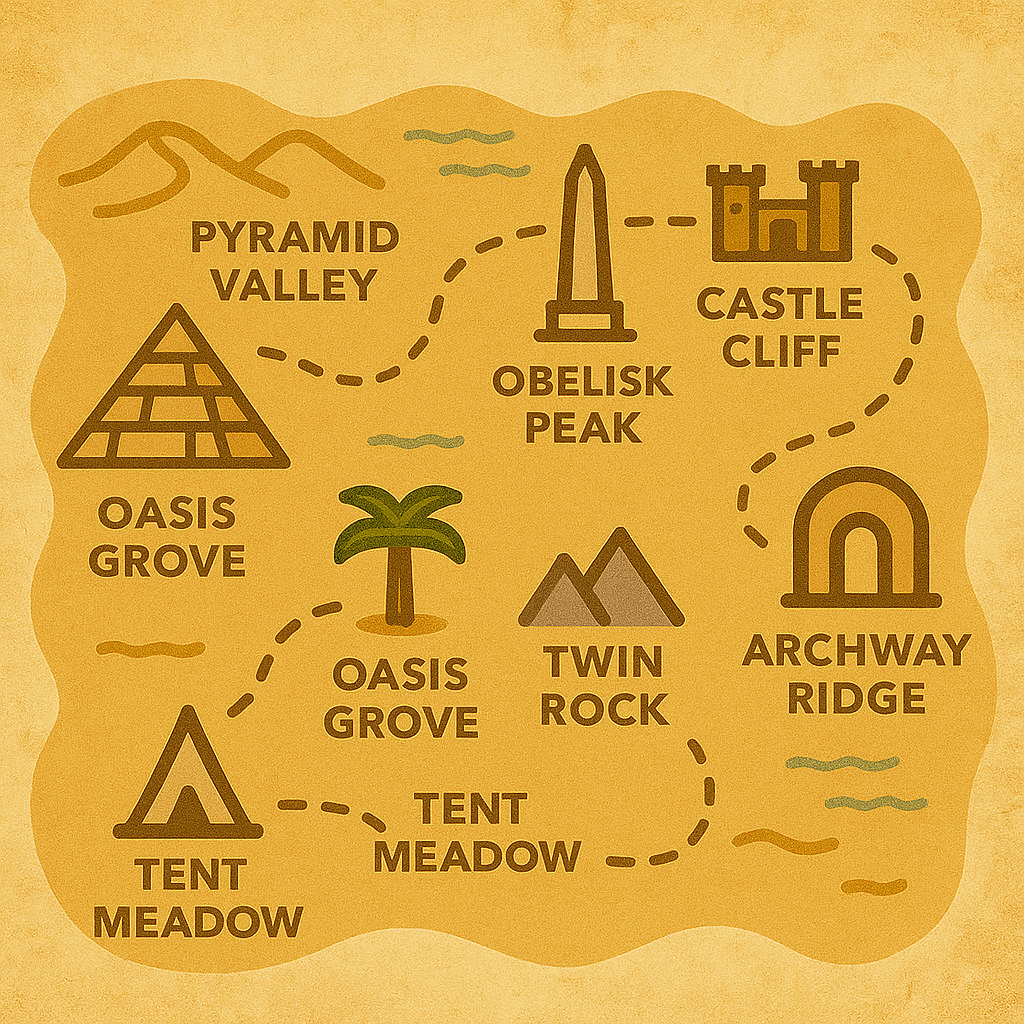 PYRAMID
VALLEY
CASTLE
CLIFF
OBELISK
PEAK
OASIS
GROVE
ARCHWAY
RIDGE
TWIN
ROCK
OASIS
GROVE
TENT
MEADOW
TENT
MEADOW